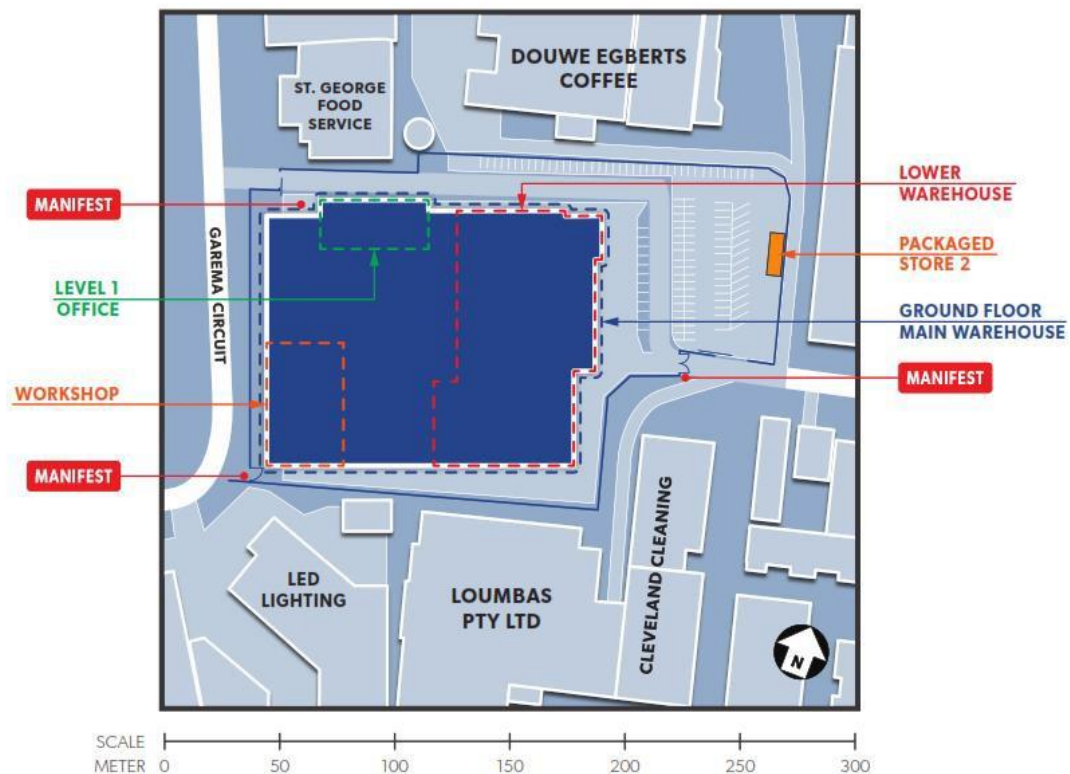 DOUWE EGBERTS
COFFEE
ST. GEORGE
FOOD
SERVICE
LOWER
WAREHOUSE
MANIFEST
PACKAGED
STORE 2
GAREMA CIRCUIT
LEVEL 1
OFFICE
GROUND FLOOR
MAIN WAREHOUSE
MANIFEST
WORKSHOP
MANIFEST
CLEVELAND CLEANING
LED
LIGHTING
LOUMBAS
PTY LTD
N
SCALE
METER 0 50 100 150 200 250 300